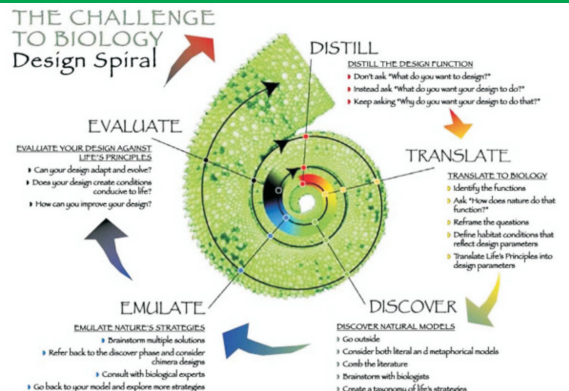 THE CHALLENGE
TO BIOLOGY
Design Spiral
DISTILL
DISTILL THE DESIGN FUNCTION
Don't ask "What do you want to design?"
Instead ask "What do you want your design to do?"
Keep asking "Why do you want your design to do that?"
TRANSLATE
TRANSLATE TO BIOLOGY
Identify the functions
Ask "How does nature do that
function?"
Reframe the questions
Define habitat conditions that
reflect design parameters
Translate Life's Principles into
design parameters
DISCOVER
DISCOVER NATURAL MODELS
Go outside
Consider both literal an d metaphorical models
Comb the literature
Brainstorm with biologists
Create a taxonomy of life's strategies
EMULATE
EMULATE NATURE'S STRATEGIES
Brainstorm multiple solutions
Refer back to the discover phase and consider
chimera designs
Consult with biological experts
Go back to your model and explore more strategies
EVALUATE
EVALUATE YOUR DESIGN AGAINST
LIFE'S PRINCIPLES
Can your design adapt and evolve?
Does your design create conditions
conducive to life?
How can you improve your design?